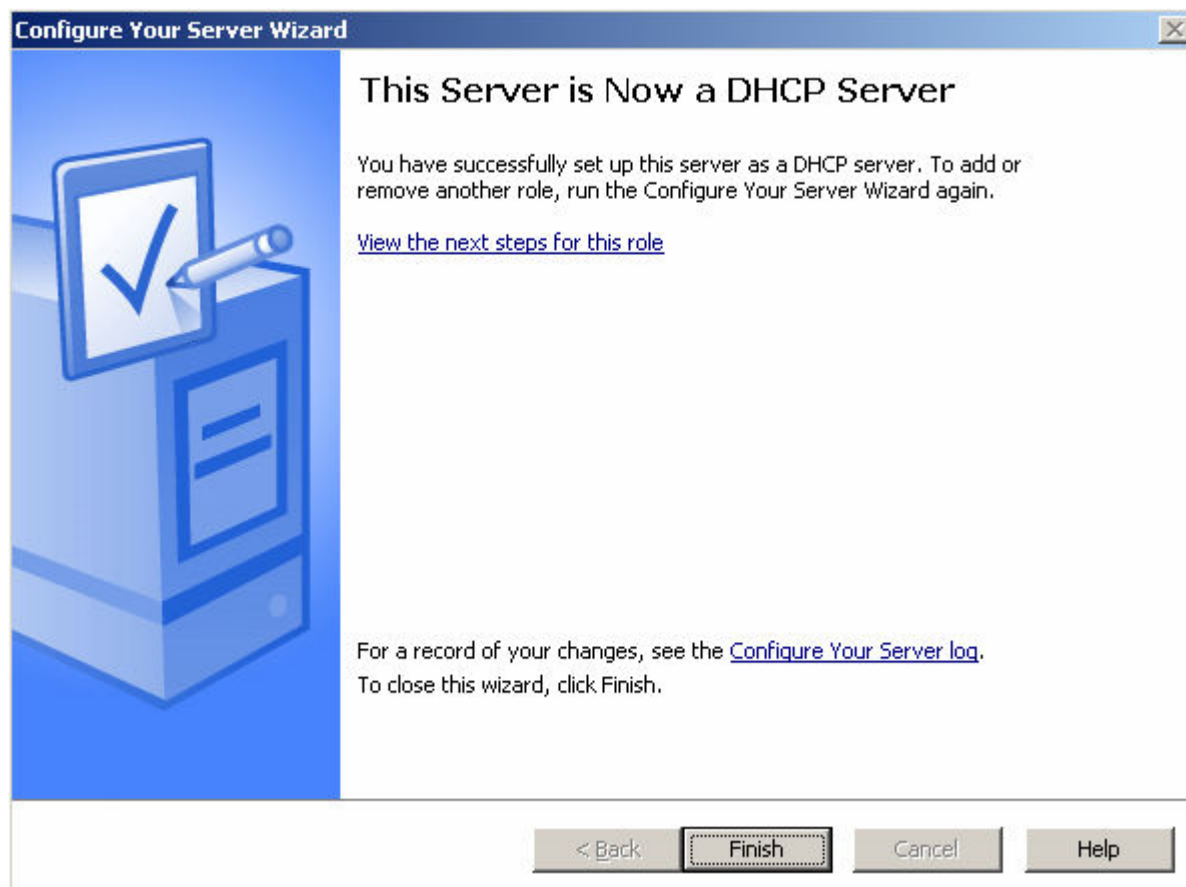 Configure Your Server Wizard
This Server is Now a DHCP Server
You have successfully set up this server as a DHCP server. To add or
remove another role, run the Configure Your Server Wizard again.
View the next steps for this role
For a record of your changes, see the Configure Your Server log.
To close this wizard, click Finish.
< Back
Finish
Cancel
Help